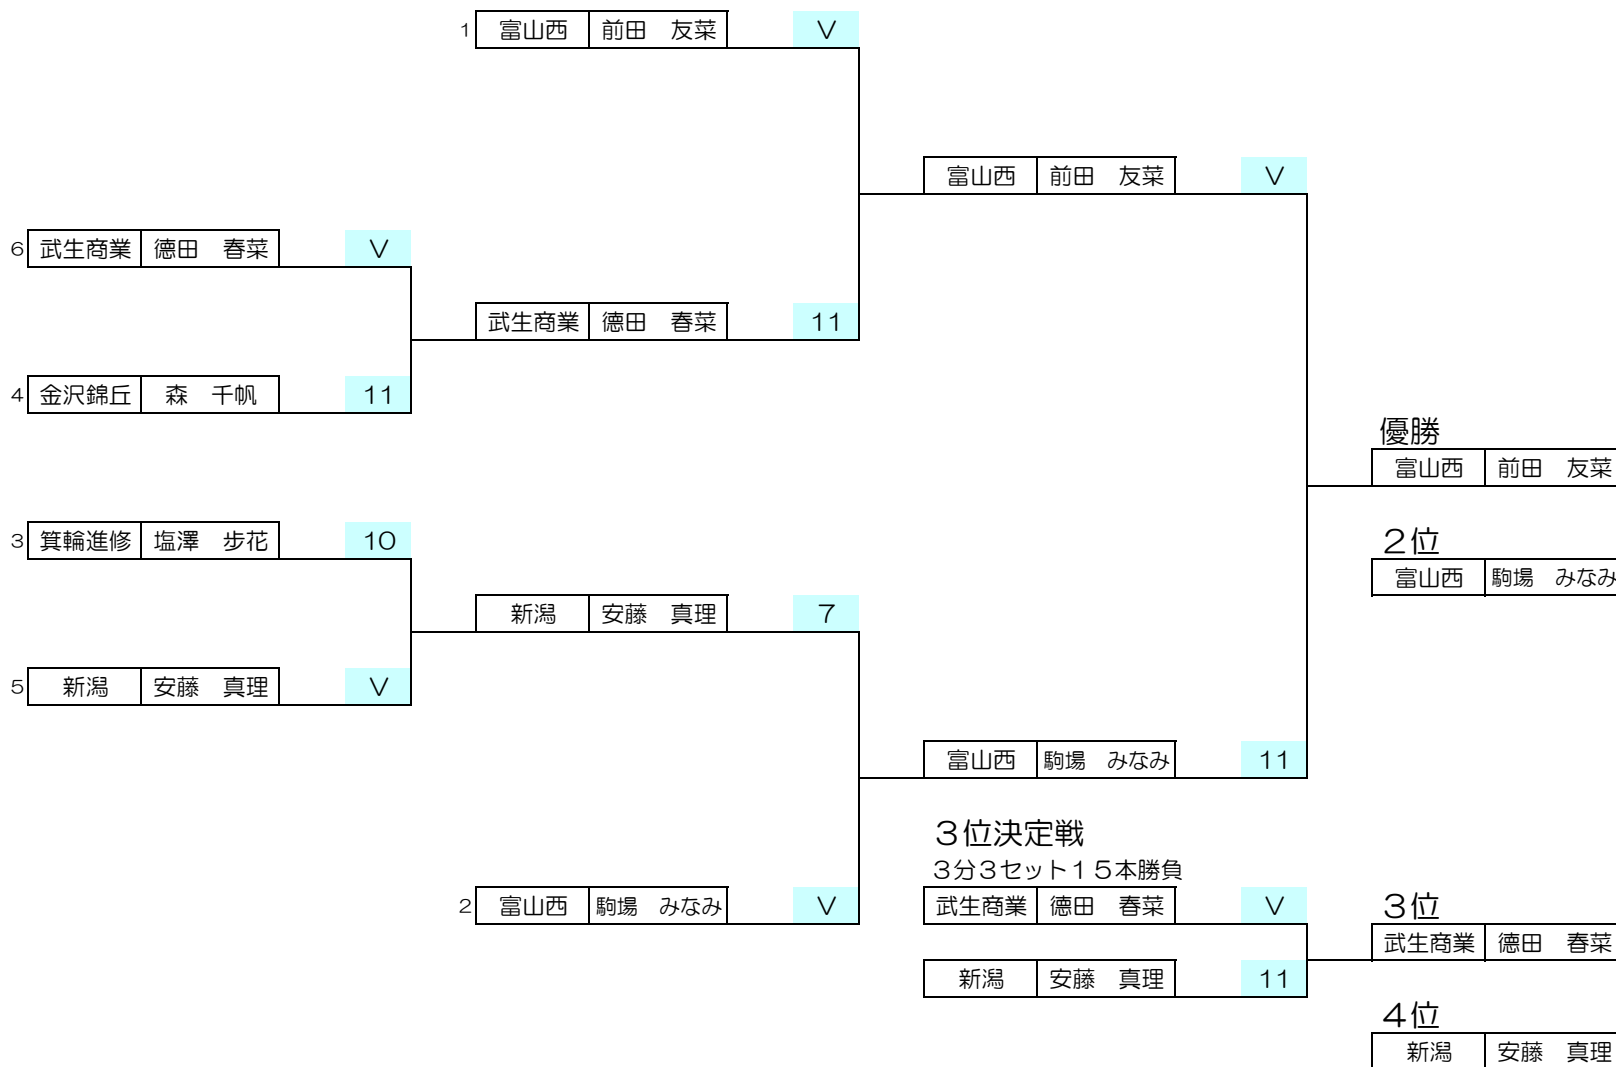 1 富山西 前田　友菜 V
富山西 前田　友菜 V
6 武生商業 德田　春菜 V
武生商業 德田　春菜 11
4 金沢錦丘 森　千帆 11
優勝
富山西 前田　友菜
3 箕輪進修 塩澤　歩花 10
２位
富山西 駒場　みなみ
新潟 安藤　真理 7
5 新潟 安藤　真理 V
富山西 駒場　みなみ 11
３位決定戦
３分３セット１５本勝負
2 富山西 駒場　みなみ V
武生商業 德田　春菜 V
３位
武生商業 德田　春菜
新潟 安藤　真理 11
４位
新潟 安藤　真理